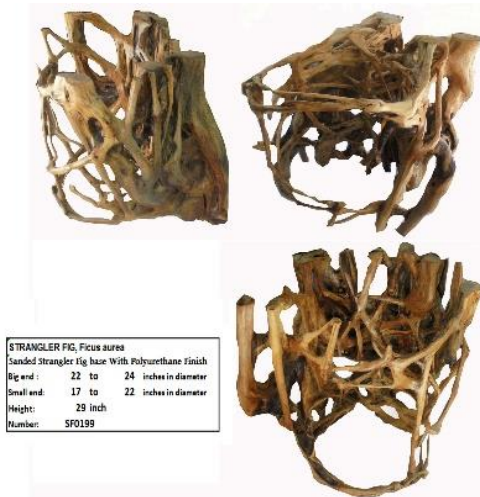 STRANGLER FIG, Ficus aurea
Sanded Strangler Fig base With Polyurethane Finish
Big end : 22 to 24 inches in diameter
Small end: 17 to 22 inches in diameter
Height: 29 inch
Number: SF0199